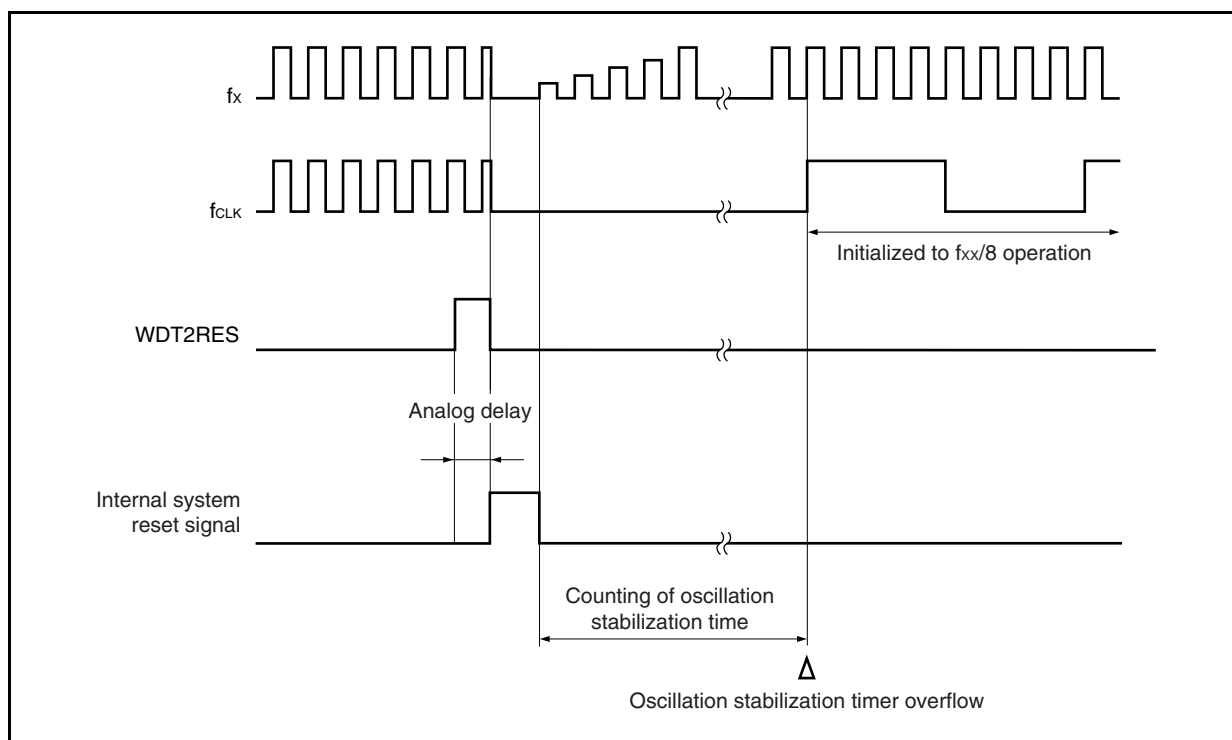 fX
fCLK
Initialized to fXX/8 operation
WDT2RES
Analog delay
Internal system
reset signal
Counting of oscillation
stabilization time
Oscillation stabilization timer overflow